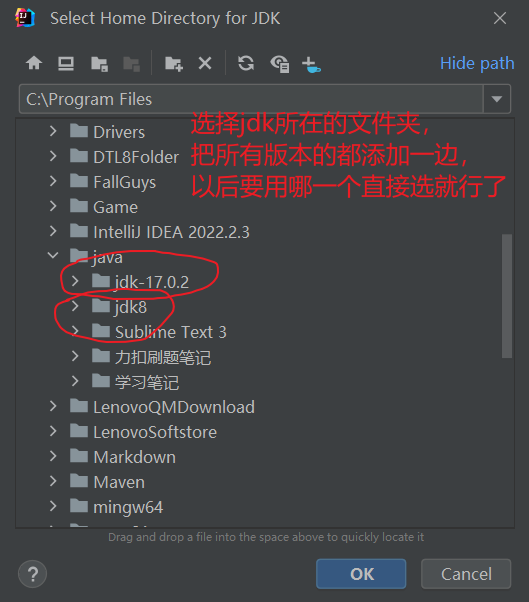 Select Home Directory for JDK
Hide path
C:\Program Files
选择jdk所在的文件夹，
把所有版本的都添加一边，
以后要用哪一个直接选就行了
Drivers
DTL8Folder
FallGuys
Game
IntelliJ IDEA 2022.2.3
java
jdk-17.0.2
jdk8
Sublime Text 3
力扣刷题笔记
学习笔记
LenovoQMDownload
LenovoSoftstore
Markdown
Maven
mingw64
Drag and drop a file into the space above to quickly locate it
?
OK
Cancel